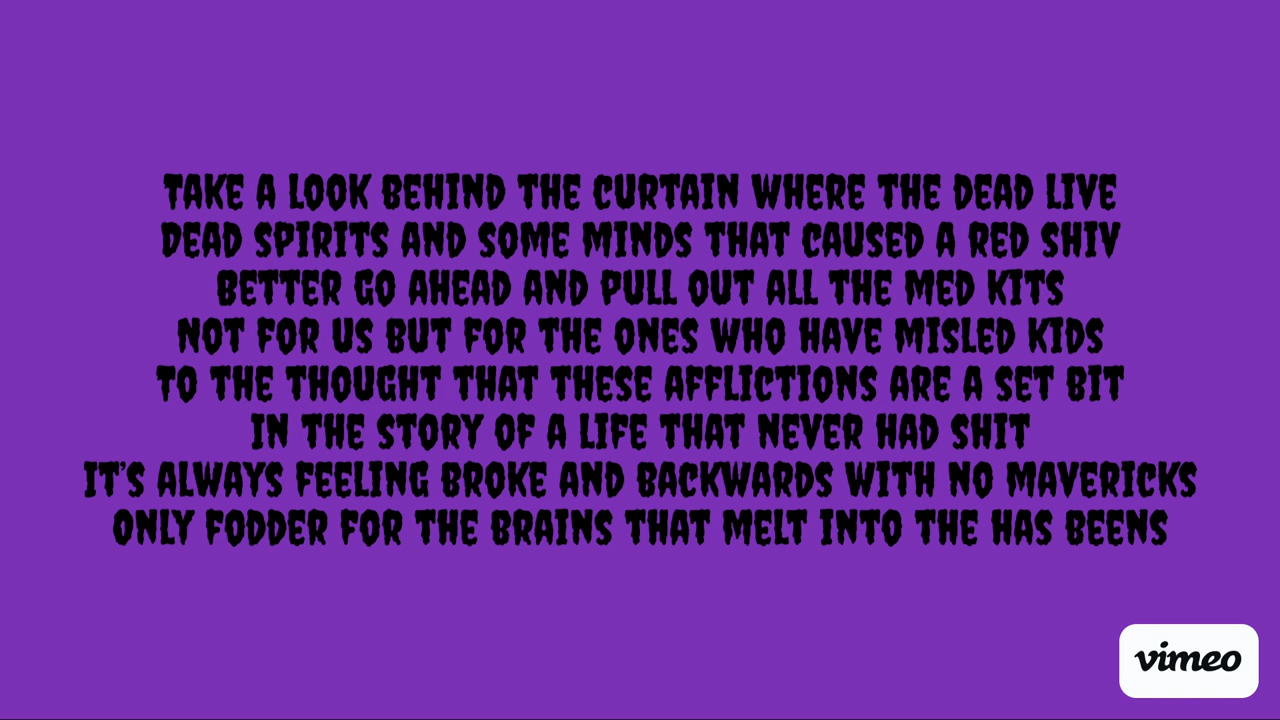 TAKE A LOOK BEHIND THE CURTAIN WHERE THE DEAD LIVE
DEAD SPIRITS AND SOME MINDS THAT CAUSED A RED SHIV
BETTER GO AHEAD AND PULL OUT ALL THE MED KITS
NOT FOR US BUT FOR THE ONES WHO HAVE MISLED KIDS
TO THE THOUGHT THAT THESE AFFLICTIONS ARE A SET BIT
IN THE STORY OF A LIFE THAT NEVER HAD SHIT
IT'S ALWAYS FEELING BROKE AND BACKWARDS WITH NO MAVERICKS
ONLY FODDER FOR THE BRAINS THAT MELT INTO THE HAS BEENS
vimeo